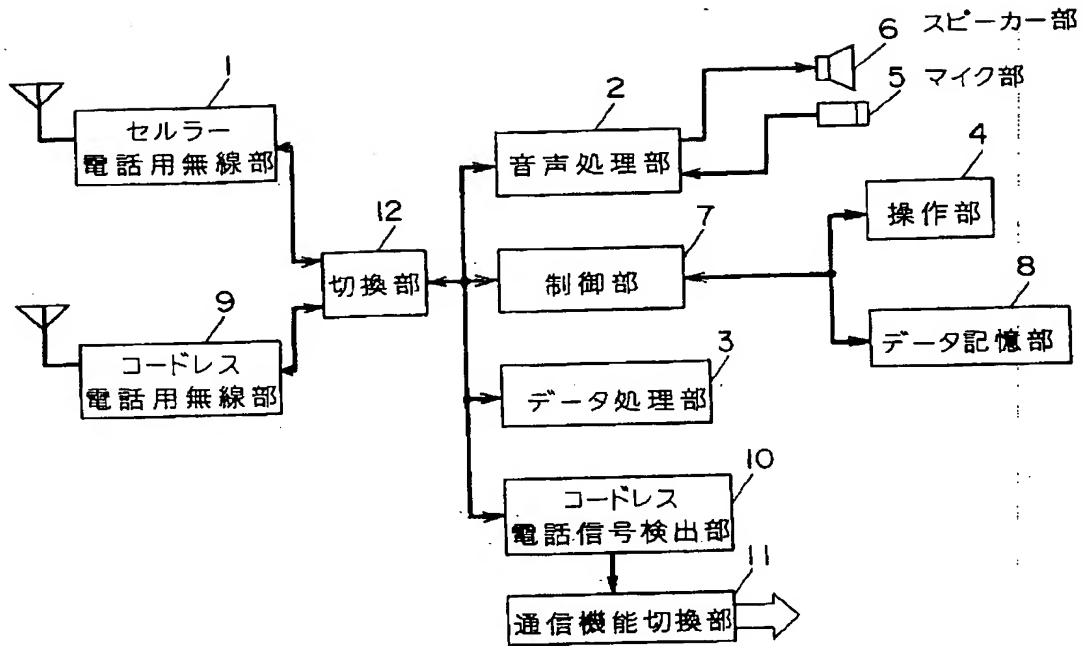 6 スピーカー部
5 マイク部
1
セルラー
電話用無線部
2
音声処理部
4
操作部
12
切換部
7
制御部
8
データ記憶部
9
コードレス
電話用無線部
3
データ処理部
10
コードレス
電話信号検出部
11
通信機能切換部